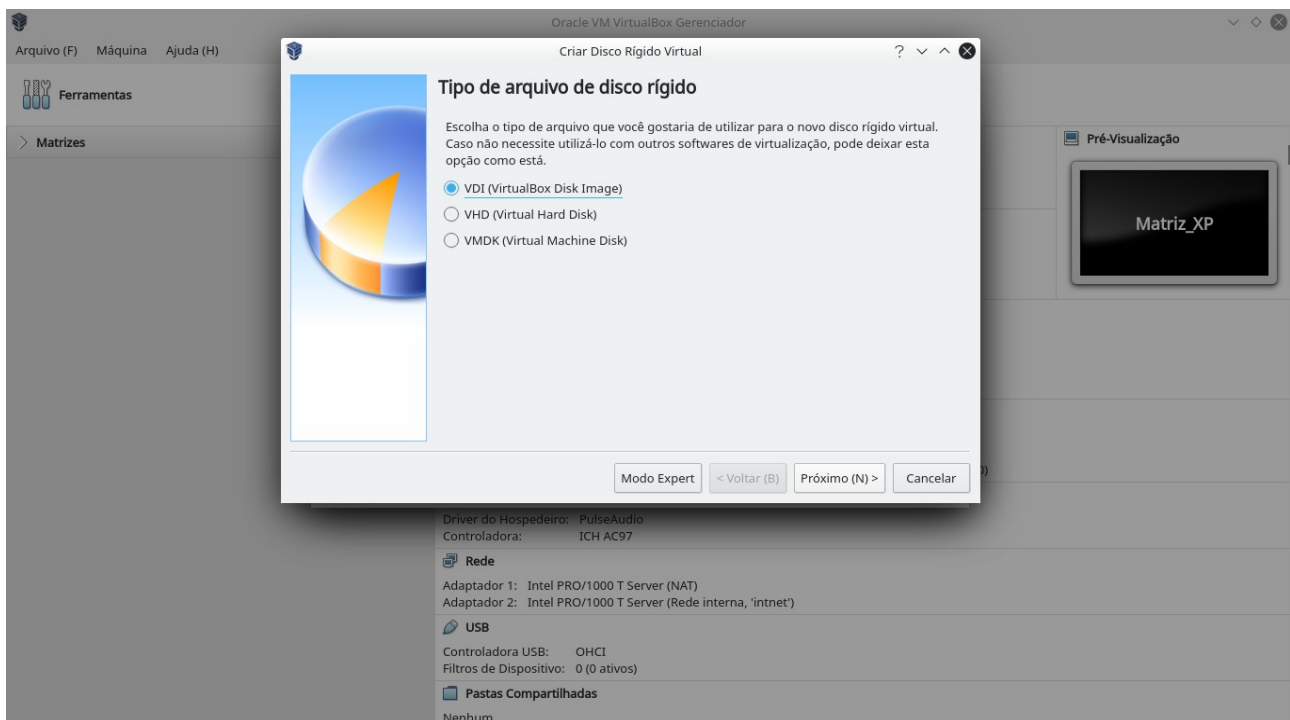 Oracle VM VirtualBox Gerenciador
Arquivo (F) Máquina Ajuda (H)
Ferramentas
Matrizes
Criar Disco Rígido Virtual
Tipo de arquivo de disco rígido
Escolha o tipo de arquivo que você gostaria de utilizar para o novo disco rígido virtual.
Caso não necessite utilizá-lo com outros softwares de virtualização, pode deixar esta
opção como está.
VDI (VirtualBox Disk Image)
VHD (Virtual Hard Disk)
VMDK (Virtual Machine Disk)
Modo Expert < Voltar (B) Próximo (N) > Cancelar
Pré-Visualização
Matriz_XP
Driver do Hospedeiro: PulseAudio
Controladora: ICH AC97
Rede
Adaptador 1: Intel PRO/1000 T Server (NAT)
Adaptador 2: Intel PRO/1000 T Server (Rede interna, 'intnet')
USB
Controladora USB: OHCI
Filtros de Dispositivo: 0 (0 ativos)
Pastas Compartilhadas
Nenhum